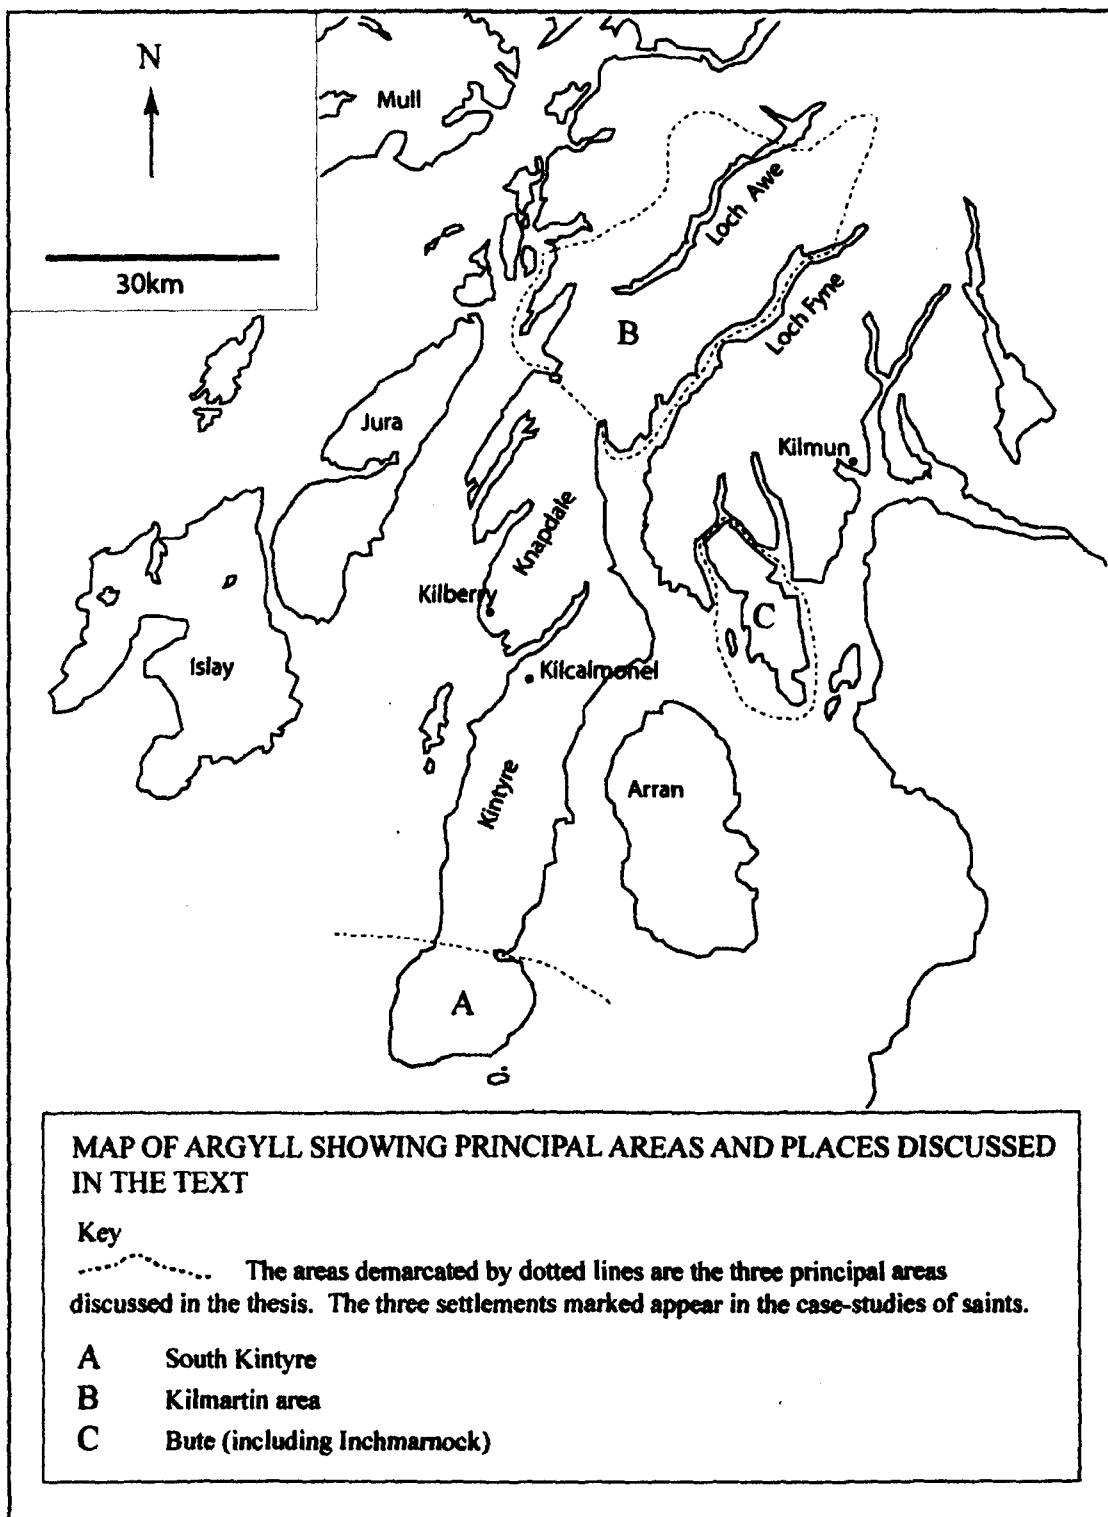 N
30km
Mull
Loch Awe
Loch Fyne
B
Jura
Kilmun
Knapdale
Kilberry
C
Islay
Kilcalmonel
Kintyre
Arran
A
MAP OF ARGYLL SHOWING PRINCIPAL AREAS AND PLACES DISCUSSED
IN THE TEXT
Key
The areas demarcated by dotted lines are the three principal areas
discussed in the thesis. The three settlements marked appear in the case-studies of saints.
A South Kintyre
B Kilmartin area
C Bute (including Inchmarnock)